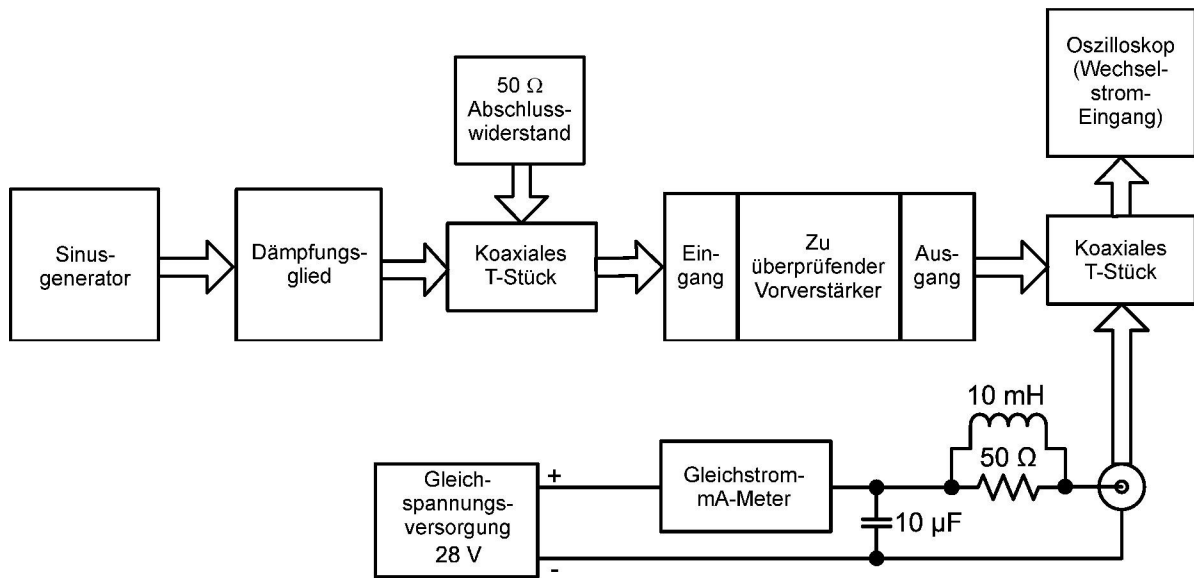 Oszilloskop
(Wechsel-
strom-
Eingang)
50 Ω
Abschluss-
widerstand
Sinus-
generator
Dämpfungs-
glied
Koaxiales
T-Stück
Ein-
gang
Zu
überprüfender
Vorverstärker
Aus-
gang
Koaxiales
T-Stück
10 mH
50 Ω
Gleich-
spannungs-
versorgung
28 V
+
-
Gleichstrom-
mA-Meter
10 µF